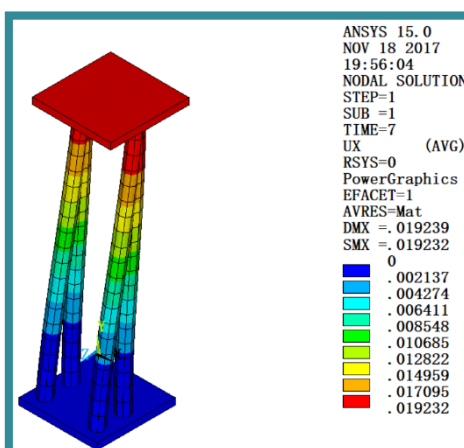 ANSYS 15.0
NOV 18 2017
19:56:04
NODAL SOLUTION
STEP=1
SUB =1
TIME=7
UX (AVG)
RSYS=0
PowerGraphics
EFACET=1
AVRES=Mat
DMX =.019239
SMX =.019232
0
.002137
.004274
.006411
.008548
.010685
.012822
.014959
.017095
.019232